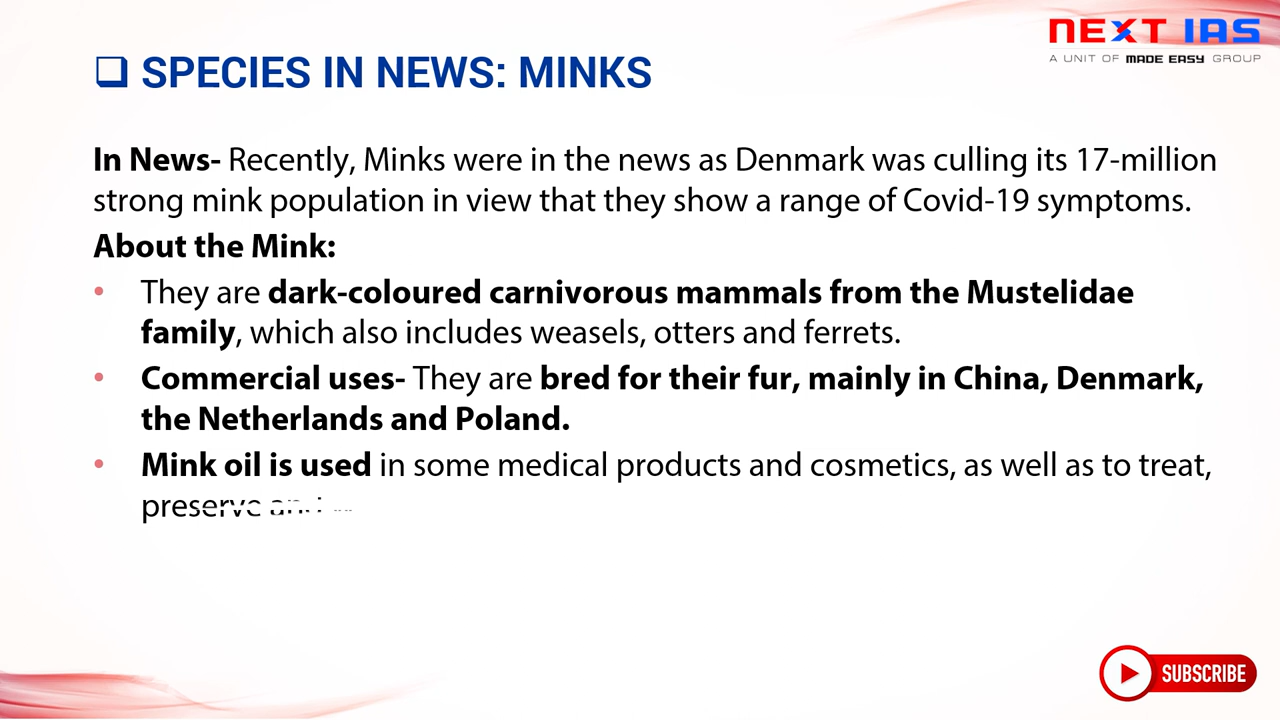 NEXT IAS
A UNIT OF MADE EASY GROUP
❑ SPECIES IN NEWS: MINKS
In News- Recently, Minks were in the news as Denmark was culling its 17-million
strong mink population in view that they show a range of Covid-19 symptoms.
About the Mink:
• They are dark-coloured carnivorous mammals from the Mustelidae
family, which also includes weasels, otters and ferrets.
• Commercial uses- They are bred for their fur, mainly in China, Denmark,
the Netherlands and Poland.
• Mink oil is used in some medical products and cosmetics, as well as to treat,
preserve and
SUBSCRIBE